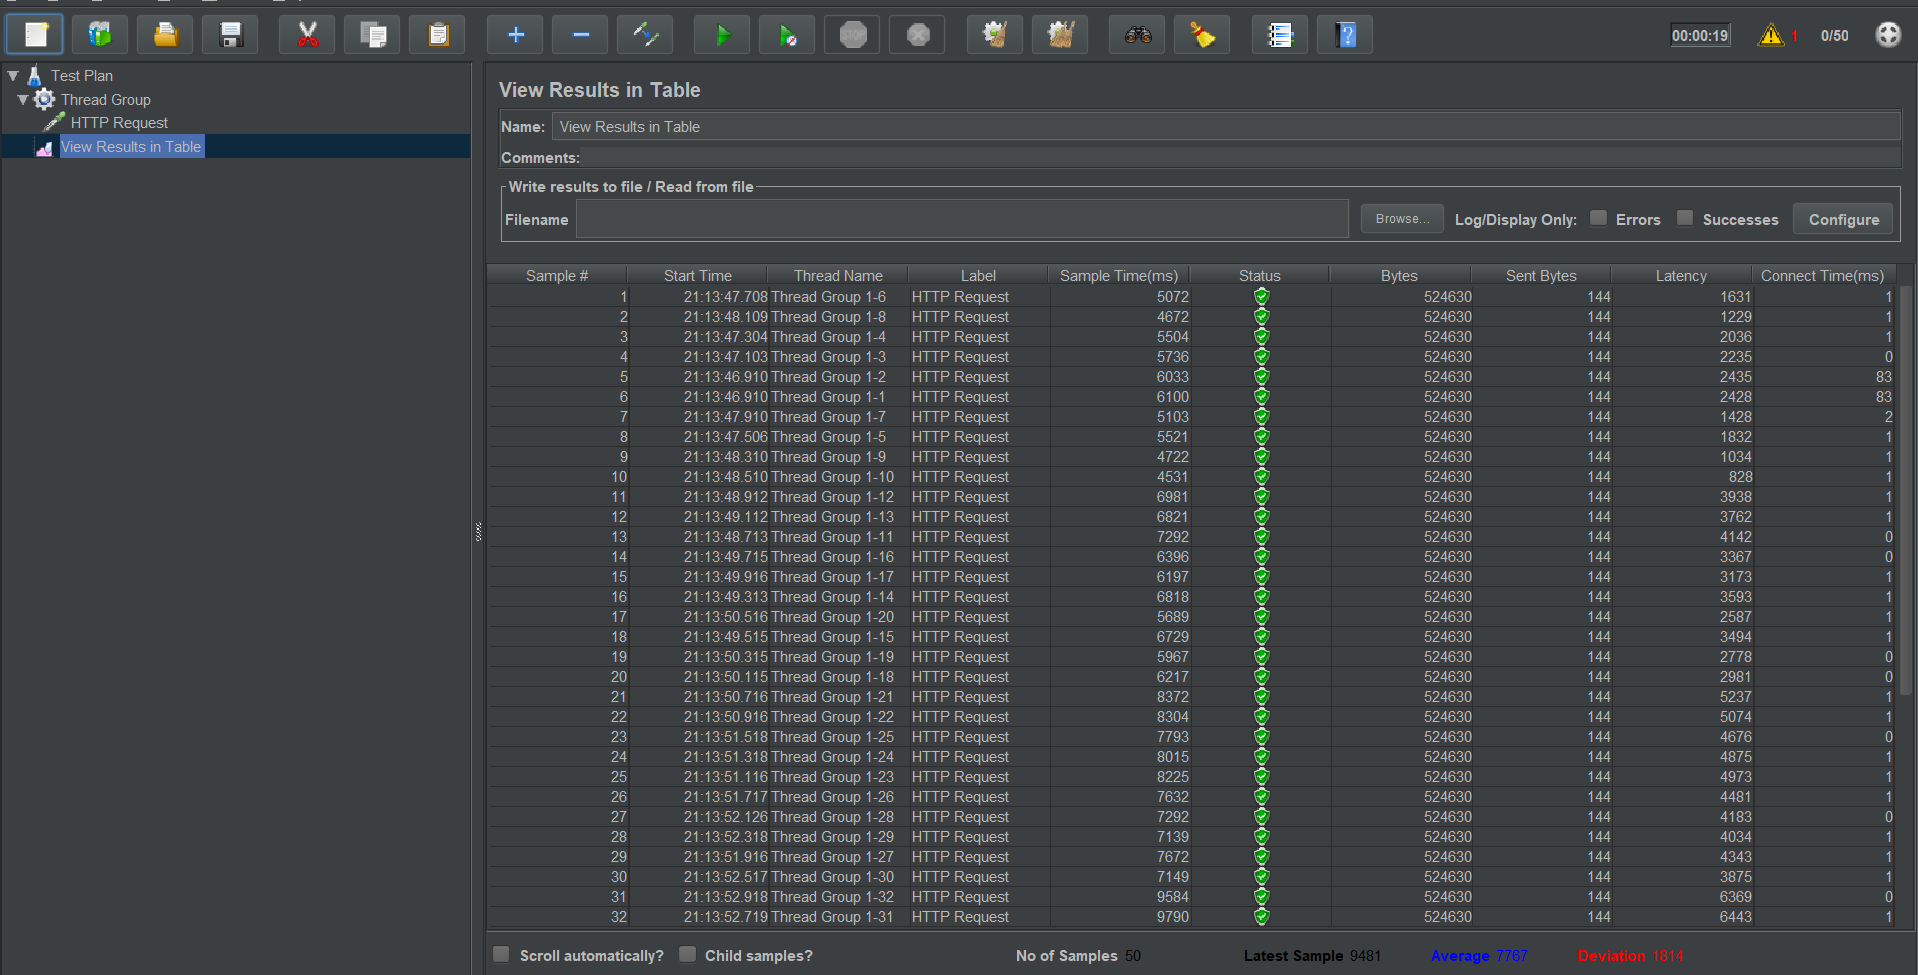 STOP
00:00:19
1
0/50
Test Plan
Thread Group
HTTP Request
View Results in Table
View Results in Table
Name: View Results in Table
Comments:
Write results to file / Read from file
Filename Browse... Log/Display Only: Errors Successes Configure
Sample # Start Time Thread Name Label Sample Time(ms) Status Bytes Sent Bytes Latency Connect Time(ms)
1 21:13:47.708 Thread Group 1-6 HTTP Request 5072 524630 144 1631 1
2 21:13:48.109 Thread Group 1-8 HTTP Request 4672 524630 144 1229 1
3 21:13:47.304 Thread Group 1-4 HTTP Request 5504 524630 144 2036 1
4 21:13:47.103 Thread Group 1-3 HTTP Request 5736 524630 144 2235 0
5 21:13:46.910 Thread Group 1-2 HTTP Request 6033 524630 144 2435 83
6 21:13:46.910 Thread Group 1-1 HTTP Request 6100 524630 144 2428 83
7 21:13:47.910 Thread Group 1-7 HTTP Request 5103 524630 144 1428 2
8 21:13:47.506 Thread Group 1-5 HTTP Request 5521 524630 144 1832 1
9 21:13:48.310 Thread Group 1-9 HTTP Request 4722 524630 144 1034 1
10 21:13:48.510 Thread Group 1-10 HTTP Request 4531 524630 144 828 1
11 21:13:48.912 Thread Group 1-12 HTTP Request 6981 524630 144 3938 1
12 21:13:49.112 Thread Group 1-13 HTTP Request 6821 524630 144 3762 1
13 21:13:48.713 Thread Group 1-11 HTTP Request 7292 524630 144 4142 0
14 21:13:49.715 Thread Group 1-16 HTTP Request 6396 524630 144 3367 0
15 21:13:49.916 Thread Group 1-17 HTTP Request 6197 524630 144 3173 1
16 21:13:49.313 Thread Group 1-14 HTTP Request 6818 524630 144 3593 1
17 21:13:50.516 Thread Group 1-20 HTTP Request 5689 524630 144 2587 1
18 21:13:49.515 Thread Group 1-15 HTTP Request 6729 524630 144 3494 1
19 21:13:50.315 Thread Group 1-19 HTTP Request 5967 524630 144 2778 0
20 21:13:50.115 Thread Group 1-18 HTTP Request 6217 524630 144 2981 0
21 21:13:50.716 Thread Group 1-21 HTTP Request 8372 524630 144 5237 1
22 21:13:50.916 Thread Group 1-22 HTTP Request 8304 524630 144 5074 1
23 21:13:51.518 Thread Group 1-25 HTTP Request 7793 524630 144 4676 0
24 21:13:51.318 Thread Group 1-24 HTTP Request 8015 524630 144 4875 1
25 21:13:51.116 Thread Group 1-23 HTTP Request 8225 524630 144 4973 1
26 21:13:51.717 Thread Group 1-26 HTTP Request 7632 524630 144 4481 1
27 21:13:52.126 Thread Group 1-28 HTTP Request 7292 524630 144 4183 0
28 21:13:52.318 Thread Group 1-29 HTTP Request 7139 524630 144 4034 1
29 21:13:51.916 Thread Group 1-27 HTTP Request 7672 524630 144 4343 1
30 21:13:52.517 Thread Group 1-30 HTTP Request 7149 524630 144 3875 1
31 21:13:52.918 Thread Group 1-32 HTTP Request 9584 524630 144 6369 0
32 21:13:52.719 Thread Group 1-31 HTTP Request 9790 524630 144 6443 1
Scroll automatically? Child samples? No of Samples 50 Latest Sample 9481 Average 7767 Deviation 1814